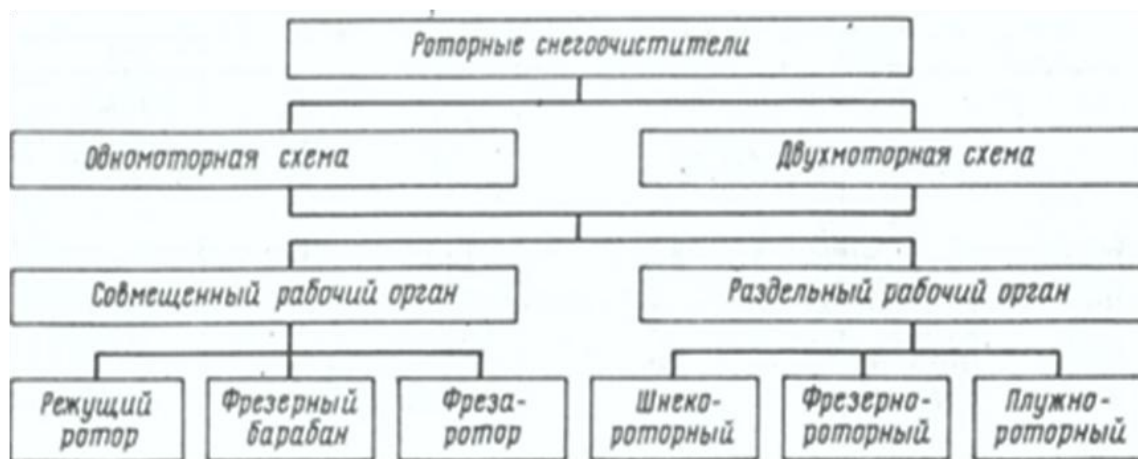 Роторные снегоочистители
Одномоторная схема
Двухмоторная схема
Совмещенный рабочий орган
Раздельный рабочий орган
Режущий
ротор
Фрезерный
барабан
Фреза-
ротор
Шнеко-
роторный
Фрезерно-
роторный
Плужно-
роторный